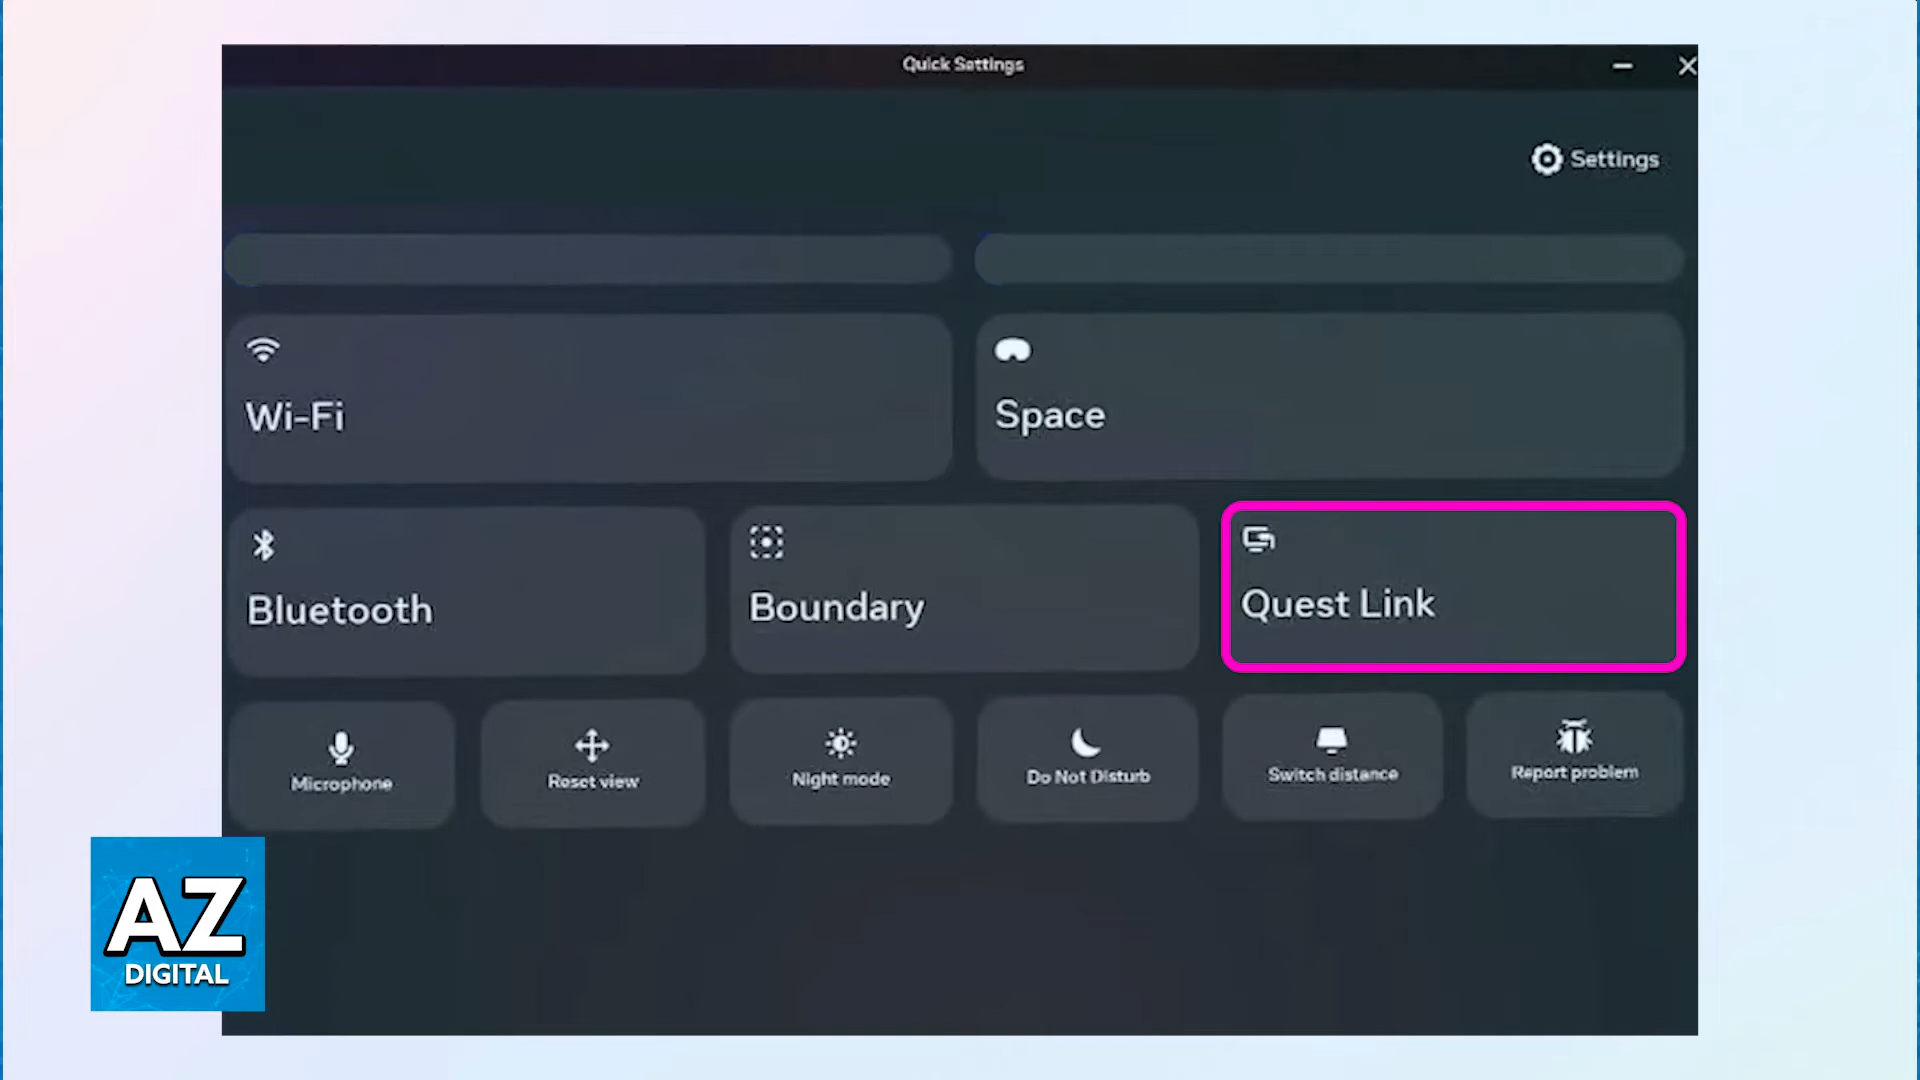 Quick Settings
Settings
Wi-Fi
Space
Bluetooth
Boundary
Quest Link
Microphone
Reset view
Night mode
Do Not Disturb
Switch distance
Report problem
AZ
DIGITAL